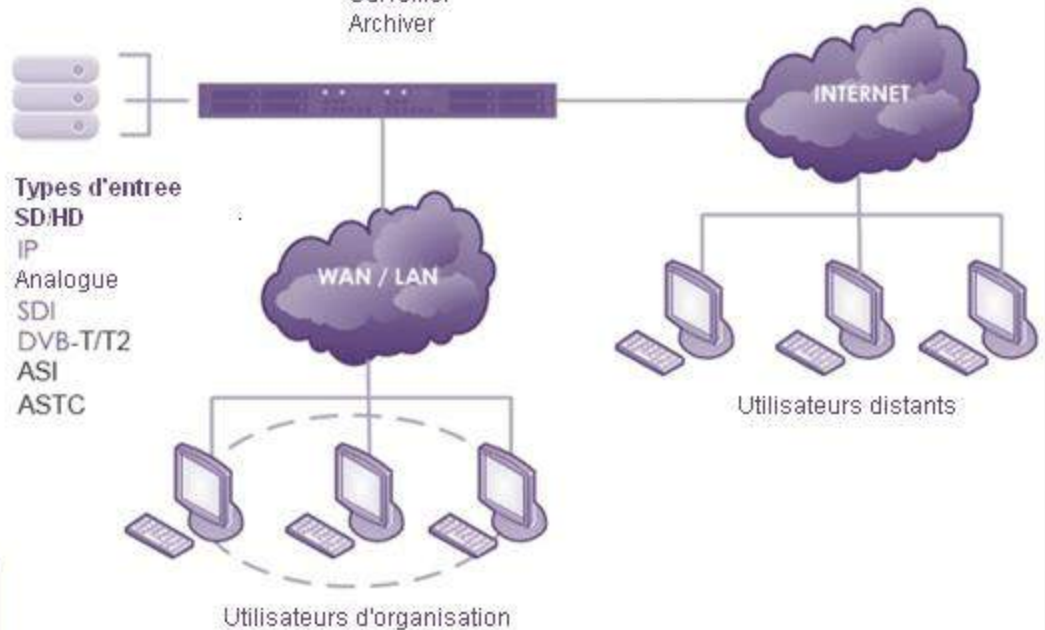 Archiver
INTERNET
Types d'entree
SD/HD
IP
Analogue
SDI
DVB-T/T2
ASI
ASTC
WAN / LAN
Utilisateurs distants
Utilisateurs d'organisation